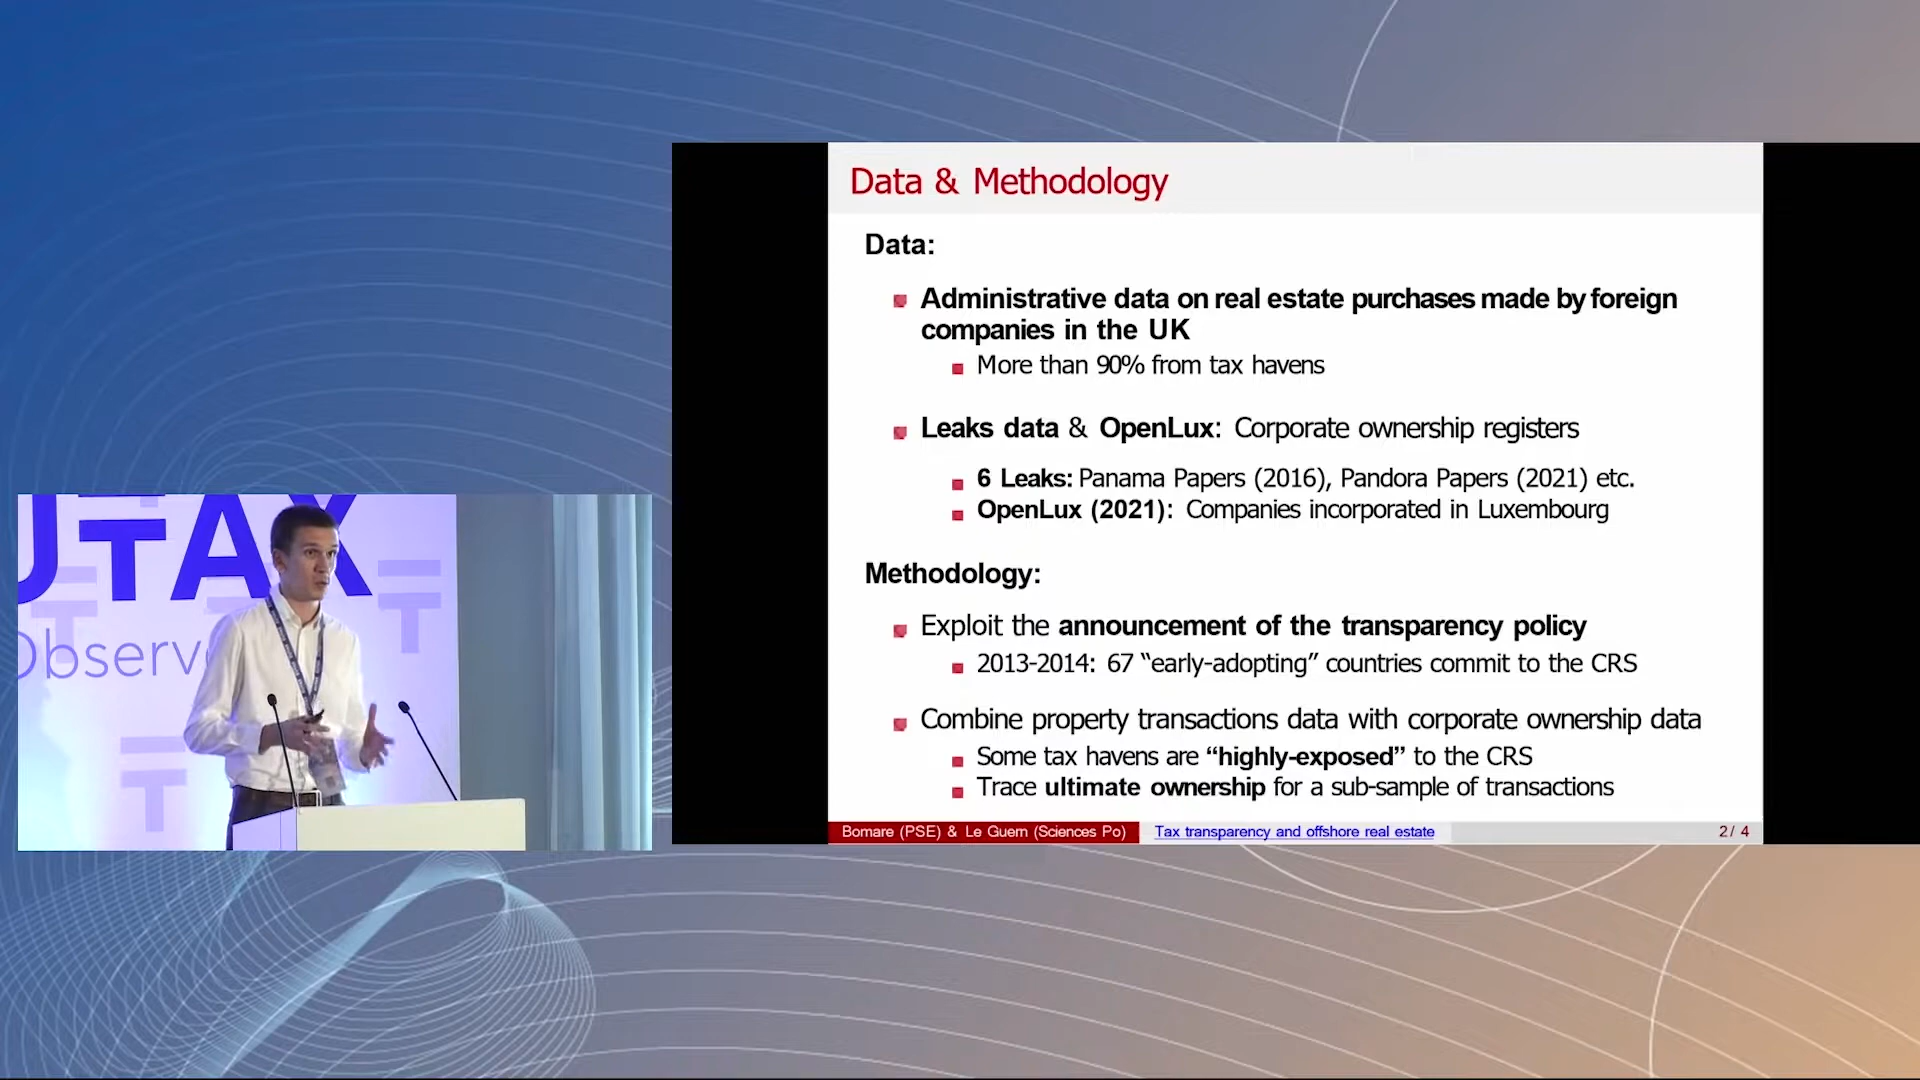 UTAX
Observ
Data & Methodology
Data:
Administrative data on real estate purchases made by foreign
companies in the UK
More than 90% from tax havens
Leaks data & OpenLux: Corporate ownership registers
6 Leaks: Panama Papers (2016), Pandora Papers (2021) etc.
OpenLux (2021): Companies incorporated in Luxembourg
Methodology:
Exploit the announcement of the transparency policy
2013-2014: 67 “early-adopting” countries commit to the CRS
Combine property transactions data with corporate ownership data
Some tax havens are “highly-exposed” to the CRS
Trace ultimate ownership for a sub-sample of transactions
Bomare (PSE) & Le Guern (Sciences Po) Tax transparency and offshore real estate 2 / 4